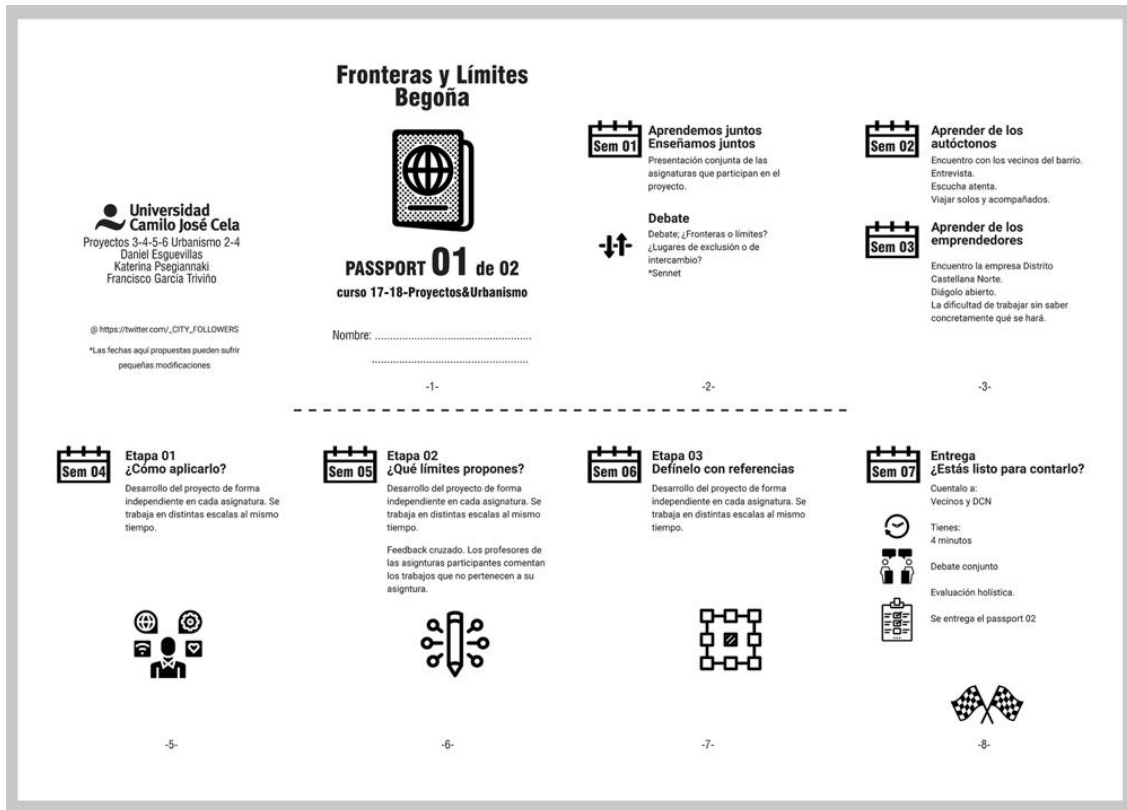 Universidad
Camilo José Cela
Proyectos 3-4-5-6 Urbanismo 2-4
Daniel Esguevillas
Katerina Psegiannaki
Francisco García Triviño
@ https://twitter.com/_CITY_FOLLOWERS
*Las fechas aquí propuestas pueden sufrir
pequeñas modificaciones
Fronteras y Límites
Begoña
PASSPORT 01 de 02
curso 17-18-Proyectos&Urbanismo
Nombre: ....................................................
....................................................
-1-
Sem 01
Aprendemos juntos
Enseñamos juntos
Presentación conjunta de las
asignaturas que participan en el
proyecto.
Debate
Debate; ¿Fronteras o límites?
¿Lugares de exclusión o de
intercambio?
*Sennet
-2-
Sem 02
Aprender de los
autóctonos
Encuentro con los vecinos del barrio.
Entrevista.
Escucha atenta.
Viajar solos y acompañados.
Sem 03
Aprender de los
emprendedores
Encuentro la empresa Distrito
Castellana Norte.
Diágolo abierto.
La dificultad de trabajar sin saber
concretamente qué se hará.
-3-
Sem 04
Etapa 01
¿Cómo aplicarlo?
Desarrollo del proyecto de forma
independiente en cada asignatura. Se
trabaja en distintas escalas al mismo
tiempo.
-5-
Sem 05
Etapa 02
¿Qué límites propones?
Desarrollo del proyecto de forma
independiente en cada asignatura. Se
trabaja en distintas escalas al mismo
tiempo.
Feedback cruzado. Los profesores de
las asignturas participantes comentan
los trabajos que no pertenecen a su
asigntura.
-6-
Sem 06
Etapa 03
Defínelo con referencias
Desarrollo del proyecto de forma
independiente en cada asignatura. Se
trabaja en distintas escalas al mismo
tiempo.
-7-
Sem 07
Entrega
¿Estás listo para contarlo?
Cuentalo a:
Vecinos y DCN
Tienes:
4 minutos
Debate conjunto
Evaluación holística.
Se entrega el passport 02
-8-